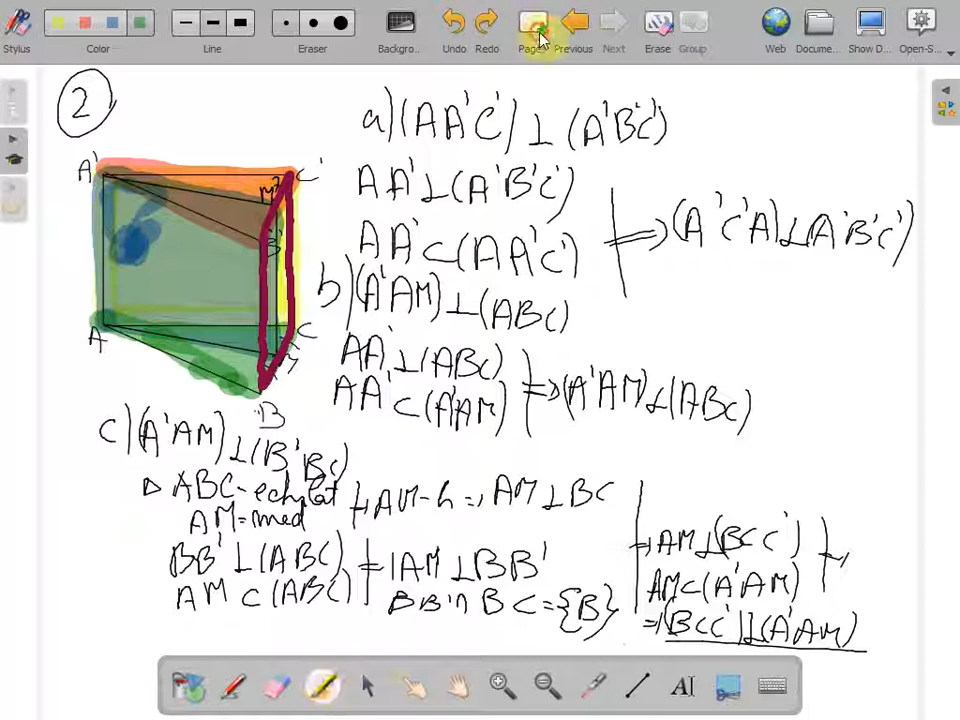 Stylus
Color
Line
Eraser
Backgro..
Undo
Redo
Page
Previous
Next
Erase
Group
Web
Docume..
Show D..
Open-S..
2
a) (AA'C') ⊥ (A'B'C')
AA' ⊥ (A'B'C')
AA' ⊂ (AA'C')
⟹ (A'C'A) ⊥ (A'B'C')
b) (A'AM) ⊥ (ABC)
AA' ⊥ (ABC)
AA' ⊂ (A'AM)
⟹ (A'AM) ⊥ (ABC)
A'
C'
M'
B'
A
C
M
B
c) (A'AM) ⊥ (B'BC)
△ ABC - echilat
AM = med
⟹ AM - h ⟹ AM ⊥ BC
BB' ⊥ (ABC)
AM ⊂ (ABC)
⟹ AM ⊥ BB'
BB' ∩ BC = {B}
⟹ AM ⊥ (BCC')
AM ⊂ (A'AM)
⟹ (BCC') ⊥ (A'AM)